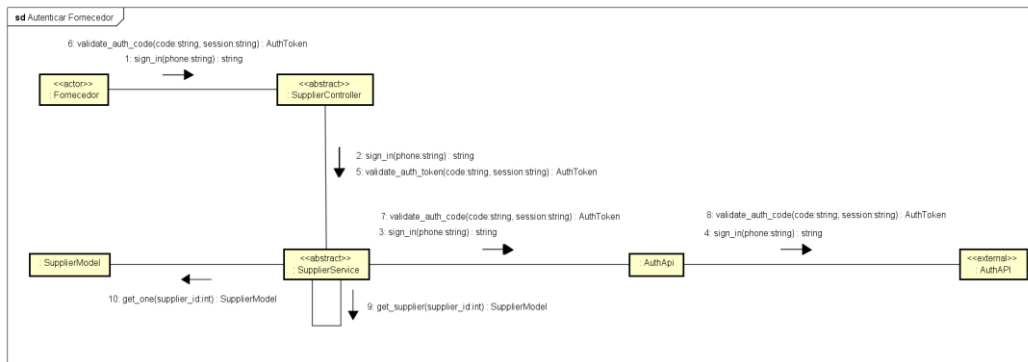 sd Autenticar Fornecedor
6: validate_auth_code(code:string, session:string) : AuthToken
1: sign_in(phone:string) : string
<<actor>>
: Fornecedor
<<abstract>>
: SupplierController
2: sign_in(phone:string) : string
5: validate_auth_token(code:string, session:string) : AuthToken
7: validate_auth_code(code:string, session:string) : AuthToken
3: sign_in(phone:string) : string
8: validate_auth_code(code:string, session:string) : AuthToken
4: sign_in(phone:string) : string
: SupplierModel
<<abstract>>
: SupplierService
: AuthApi
<<external>>
: AuthAPI
10: get_one(supplier_id:int) : SupplierModel
9: get_supplier(supplier_id:int) : SupplierModel